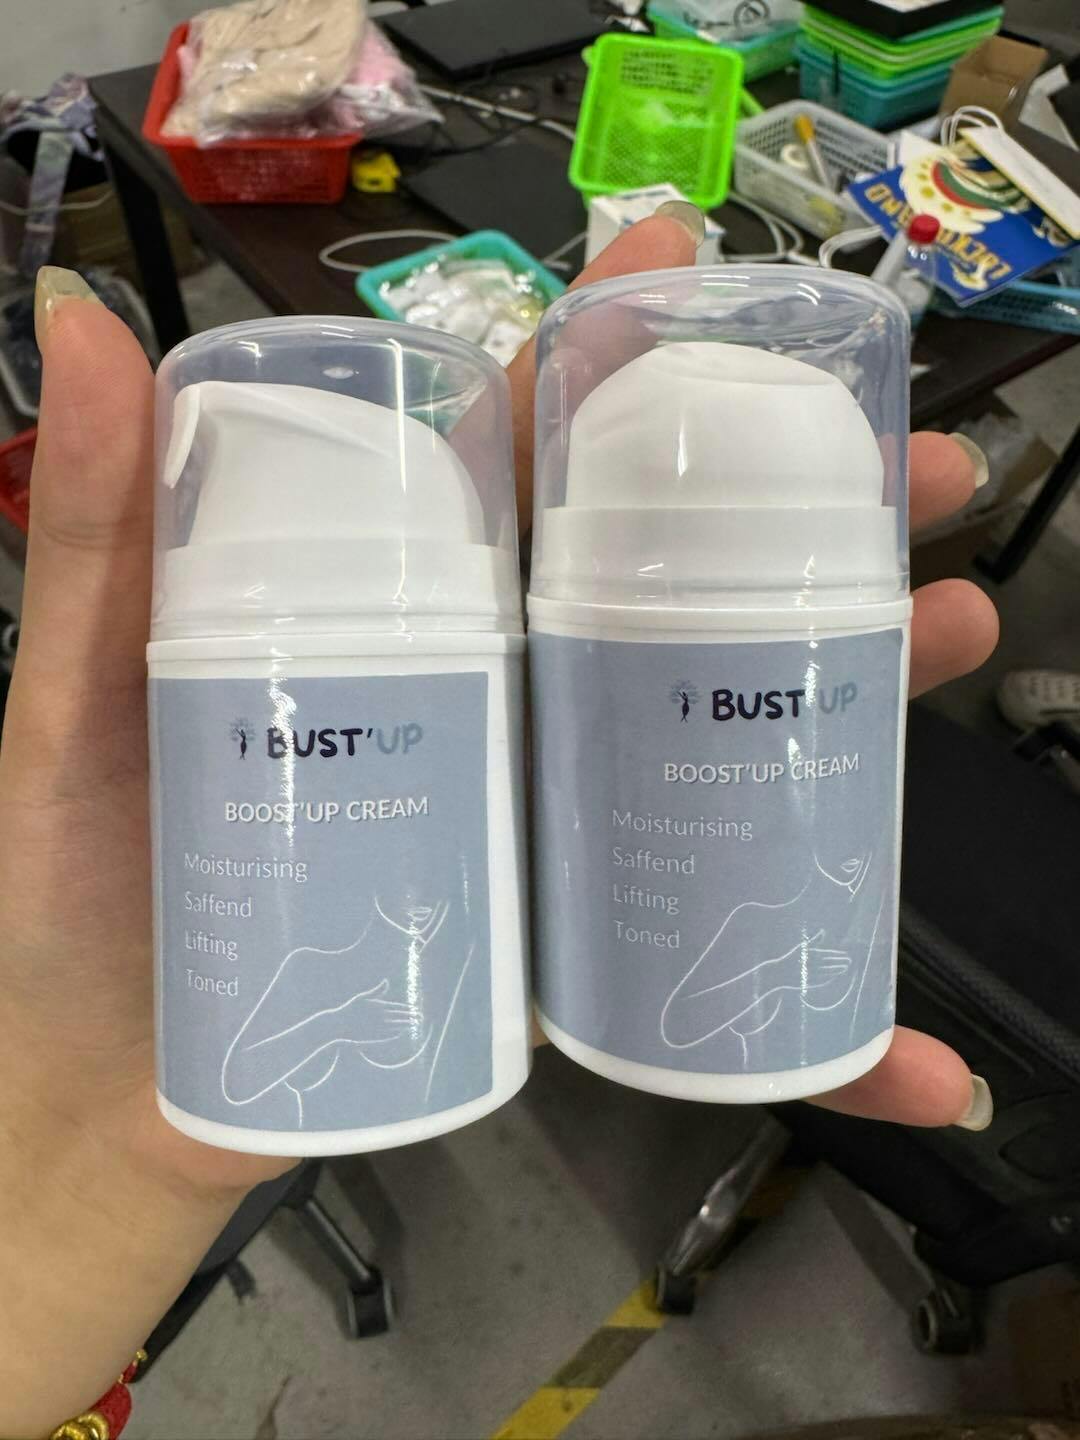 BUST'UP
BOOST'UP CREAM
Moisturising
Saffend
Lifting
Toned
BUST'UP
BOOST'UP CREAM
Moisturising
Saffend
Lifting
Toned